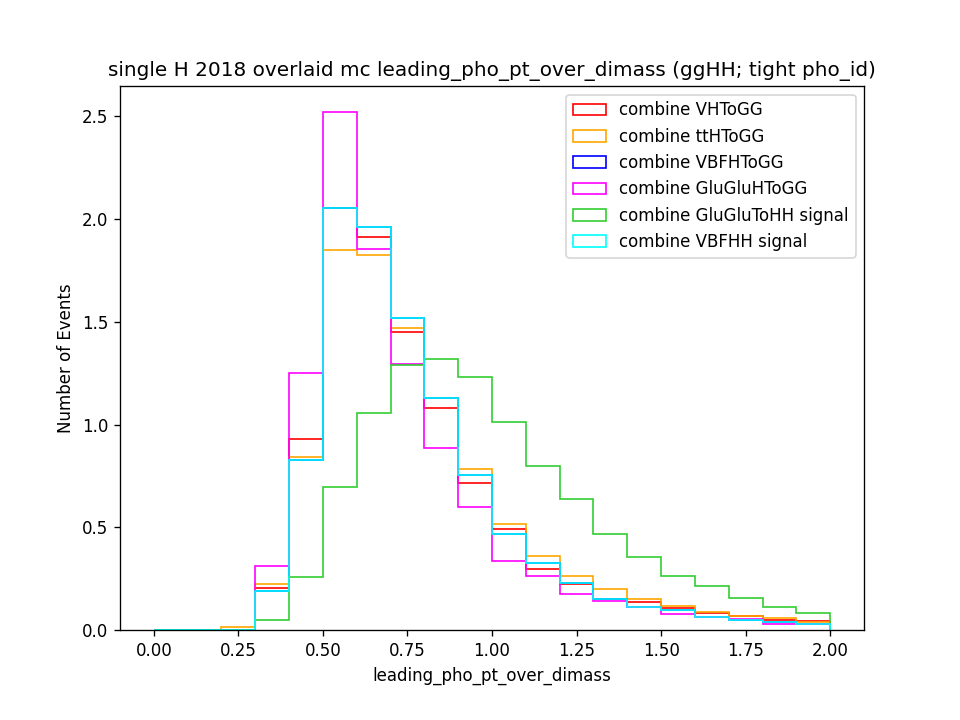 single H 2018 overlaid mc leading_pho_pt_over_dimass (ggHH; tight pho_id)
Number of Events
2.5
2.0
1.5
1.0
0.5
0.0
combine VHToGG
combine ttHToGG
combine VBFHToGG
combine GluGluHToGG
combine GluGluToHH signal
combine VBFHH signal
0.00 0.25 0.50 0.75 1.00 1.25 1.50 1.75 2.00
leading_pho_pt_over_dimass